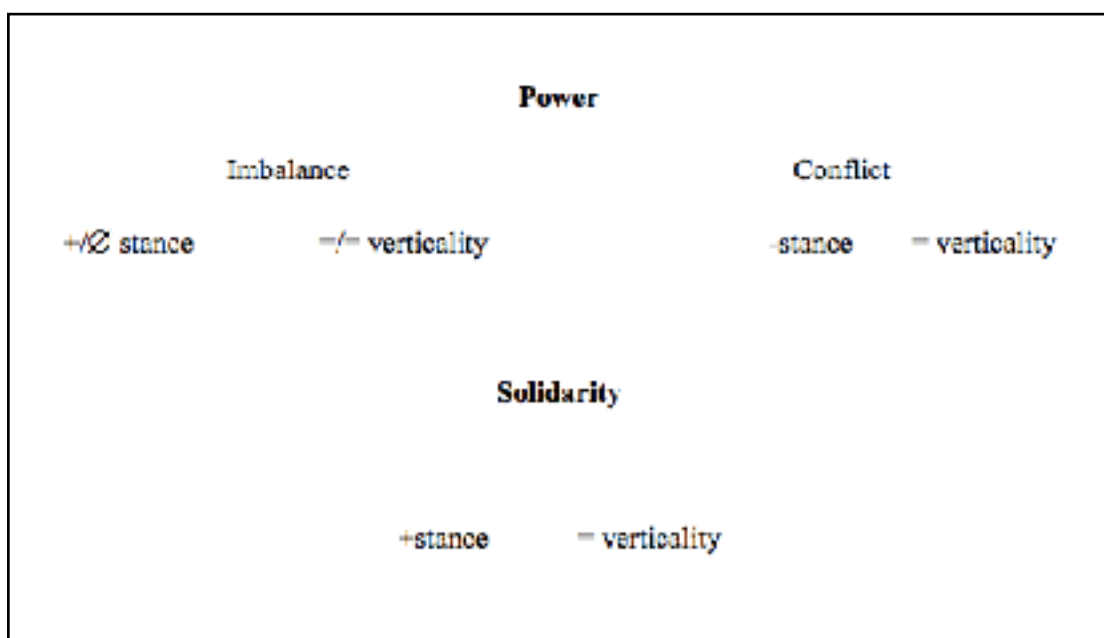 Power
Imbalance Conflict
+/∅ stance =/= verticality -stance = verticality
Solidarity
+stance = verticality